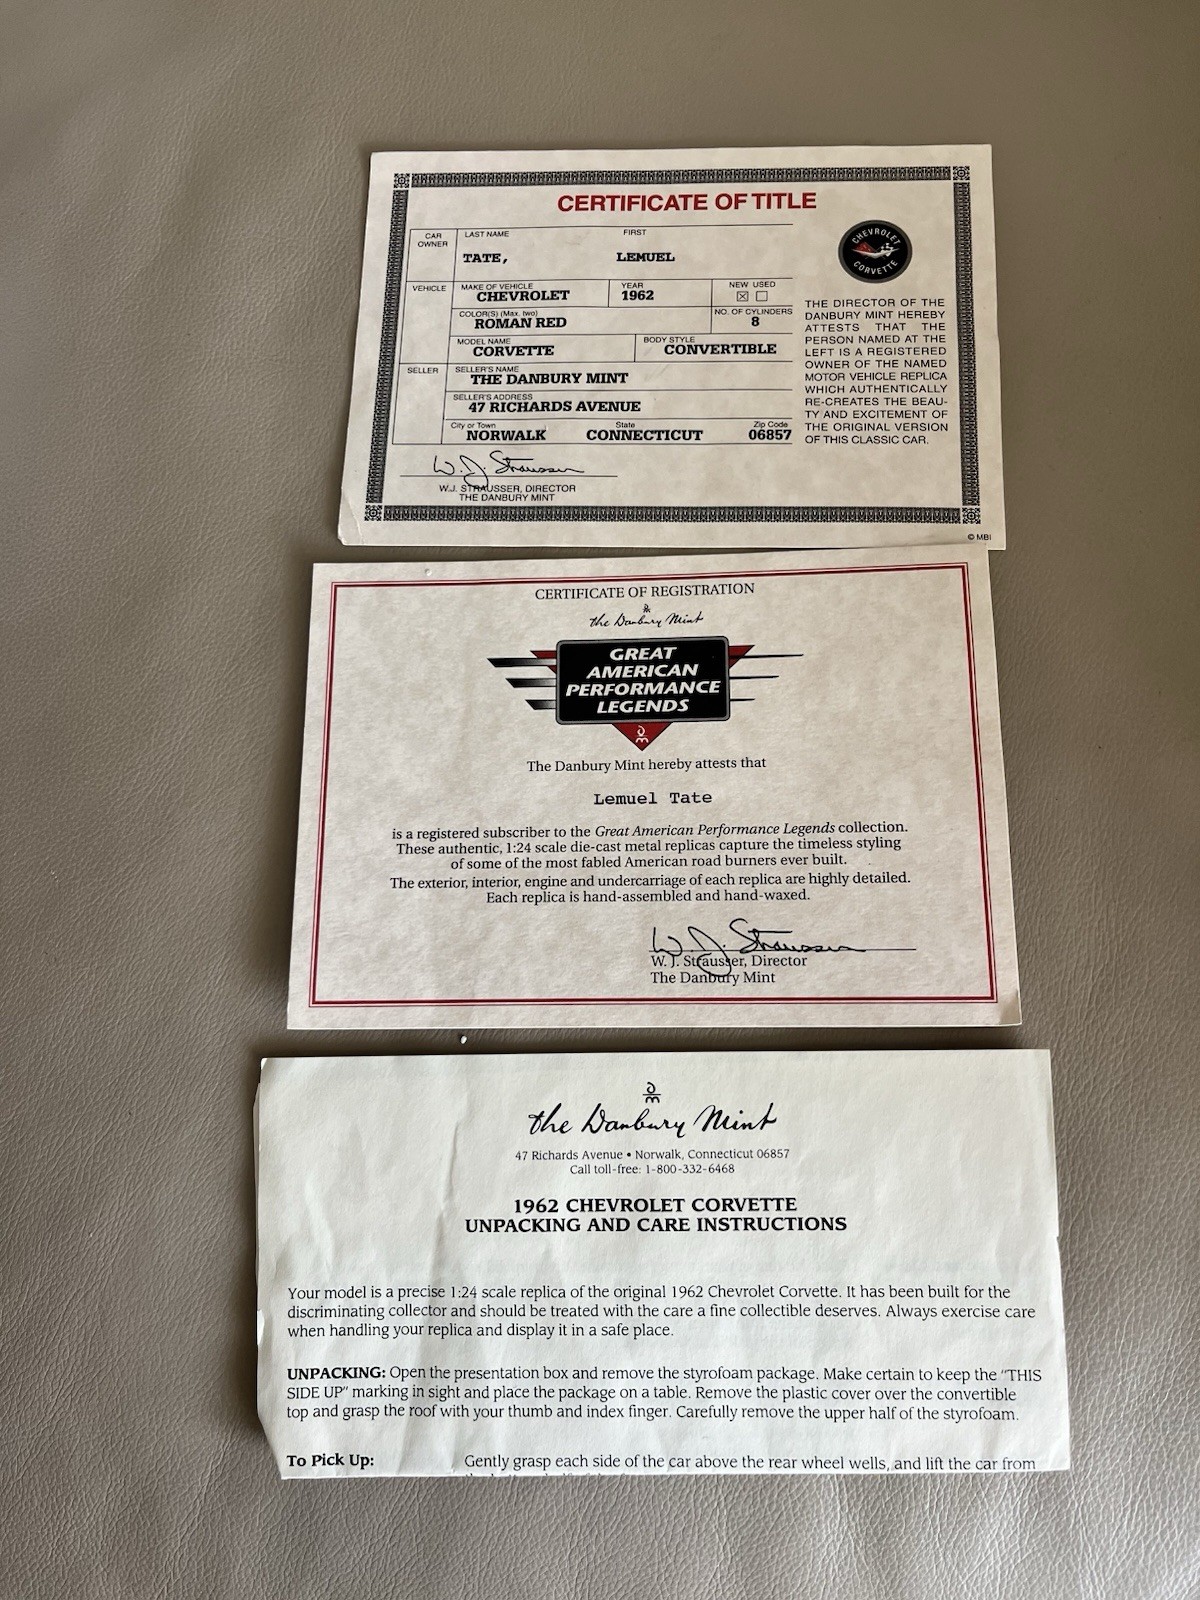 CERTIFICATE OF TITLE
CAR OWNER
LAST NAME FIRST
TATE, LEMUEL
VEHICLE
MAKE OF VEHICLE YEAR NEW USED
CHEVROLET 1962 ☒ ☐
COLOR(S) (Max. two) NO. OF CYLINDERS
ROMAN RED 8
MODEL NAME BODY STYLE
CORVETTE CONVERTIBLE
SELLER
SELLER'S NAME
THE DANBURY MINT
SELLER'S ADDRESS
47 RICHARDS AVENUE
City or Town State Zip Code
NORWALK CONNECTICUT 06857
W. J. Strausser
W.J. STRAUSSER, DIRECTOR
THE DANBURY MINT
CHEVROLET
CORVETTE
THE DIRECTOR OF THE
DANBURY MINT HEREBY
ATTESTS THAT THE
PERSON NAMED AT THE
LEFT IS A REGISTERED
OWNER OF THE NAMED
MOTOR VEHICLE REPLICA
WHICH AUTHENTICALLY
RE-CREATES THE BEAU-
TY AND EXCITEMENT OF
THE ORIGINAL VERSION
OF THIS CLASSIC CAR.
© MBI
CERTIFICATE OF REGISTRATION
the Danbury Mint
GREAT
AMERICAN
PERFORMANCE
LEGENDS
dm
The Danbury Mint hereby attests that
Lemuel Tate
is a registered subscriber to the Great American Performance Legends collection.
These authentic, 1:24 scale die-cast metal replicas capture the timeless styling
of some of the most fabled American road burners ever built.
The exterior, interior, engine and undercarriage of each replica are highly detailed.
Each replica is hand-assembled and hand-waxed.
W. J. Strausser
W. J. Strausser, Director
The Danbury Mint
dm
the Danbury Mint
47 Richards Avenue • Norwalk, Connecticut 06857
Call toll-free: 1-800-332-6468
1962 CHEVROLET CORVETTE
UNPACKING AND CARE INSTRUCTIONS
Your model is a precise 1:24 scale replica of the original 1962 Chevrolet Corvette. It has been built for the
discriminating collector and should be treated with the care a fine collectible deserves. Always exercise care
when handling your replica and display it in a safe place.
UNPACKING: Open the presentation box and remove the styrofoam package. Make certain to keep the "THIS
SIDE UP" marking in sight and place the package on a table. Remove the plastic cover over the convertible
top and grasp the roof with your thumb and index finger. Carefully remove the upper half of the styrofoam.
To Pick Up: Gently grasp each side of the car above the rear wheel wells, and lift the car from